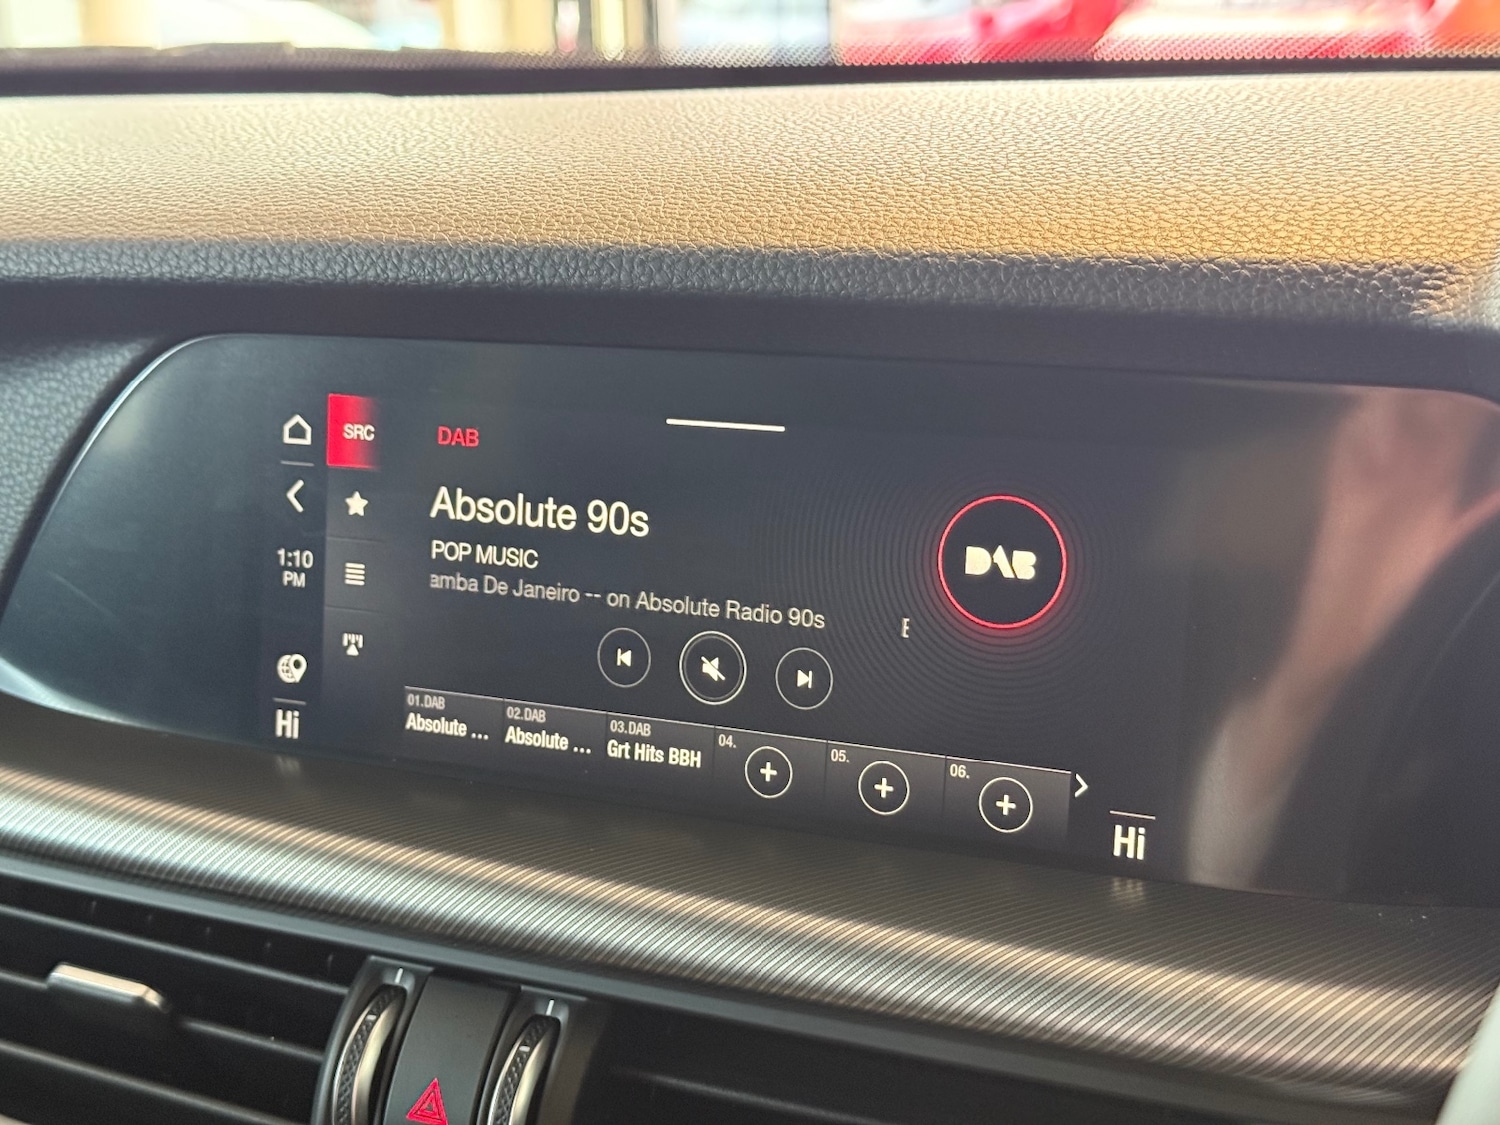 SRC
DAB
Absolute 90s
POP MUSIC
amba De Janeiro -- on Absolute Radio 90s E
DAB
1:10
PM
01.DAB
Absolute ...
02.DAB
Absolute ...
03.DAB
Grt Hits BBH
04.
05.
06.
Hi
Hi